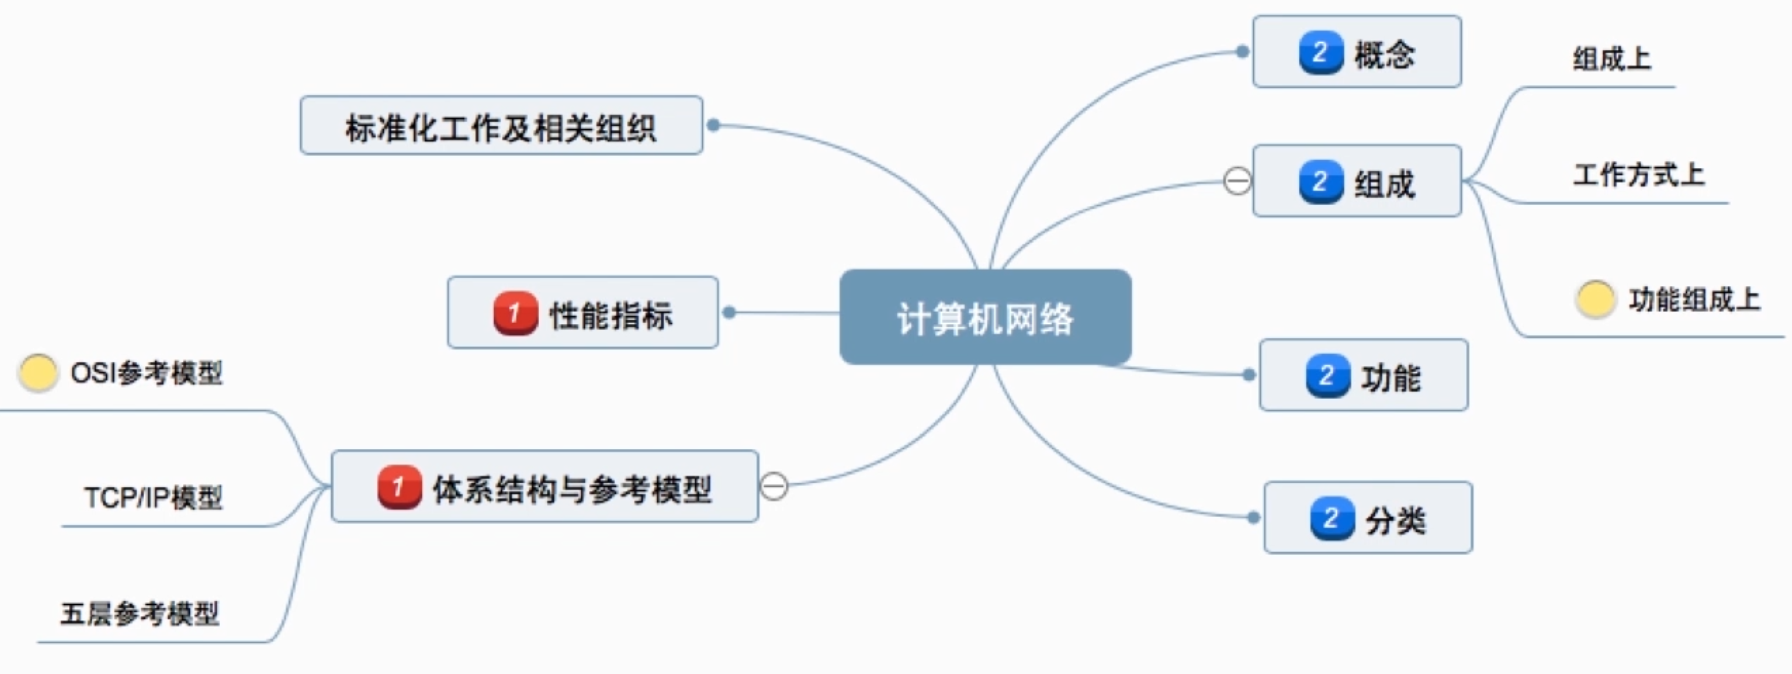 计算机网络
2 概念
2 组成
组成上
工作方式上
功能组成上
2 功能
2 分类
标准化工作及相关组织
1 性能指标
1 体系结构与参考模型
OSI参考模型
TCP/IP模型
五层参考模型